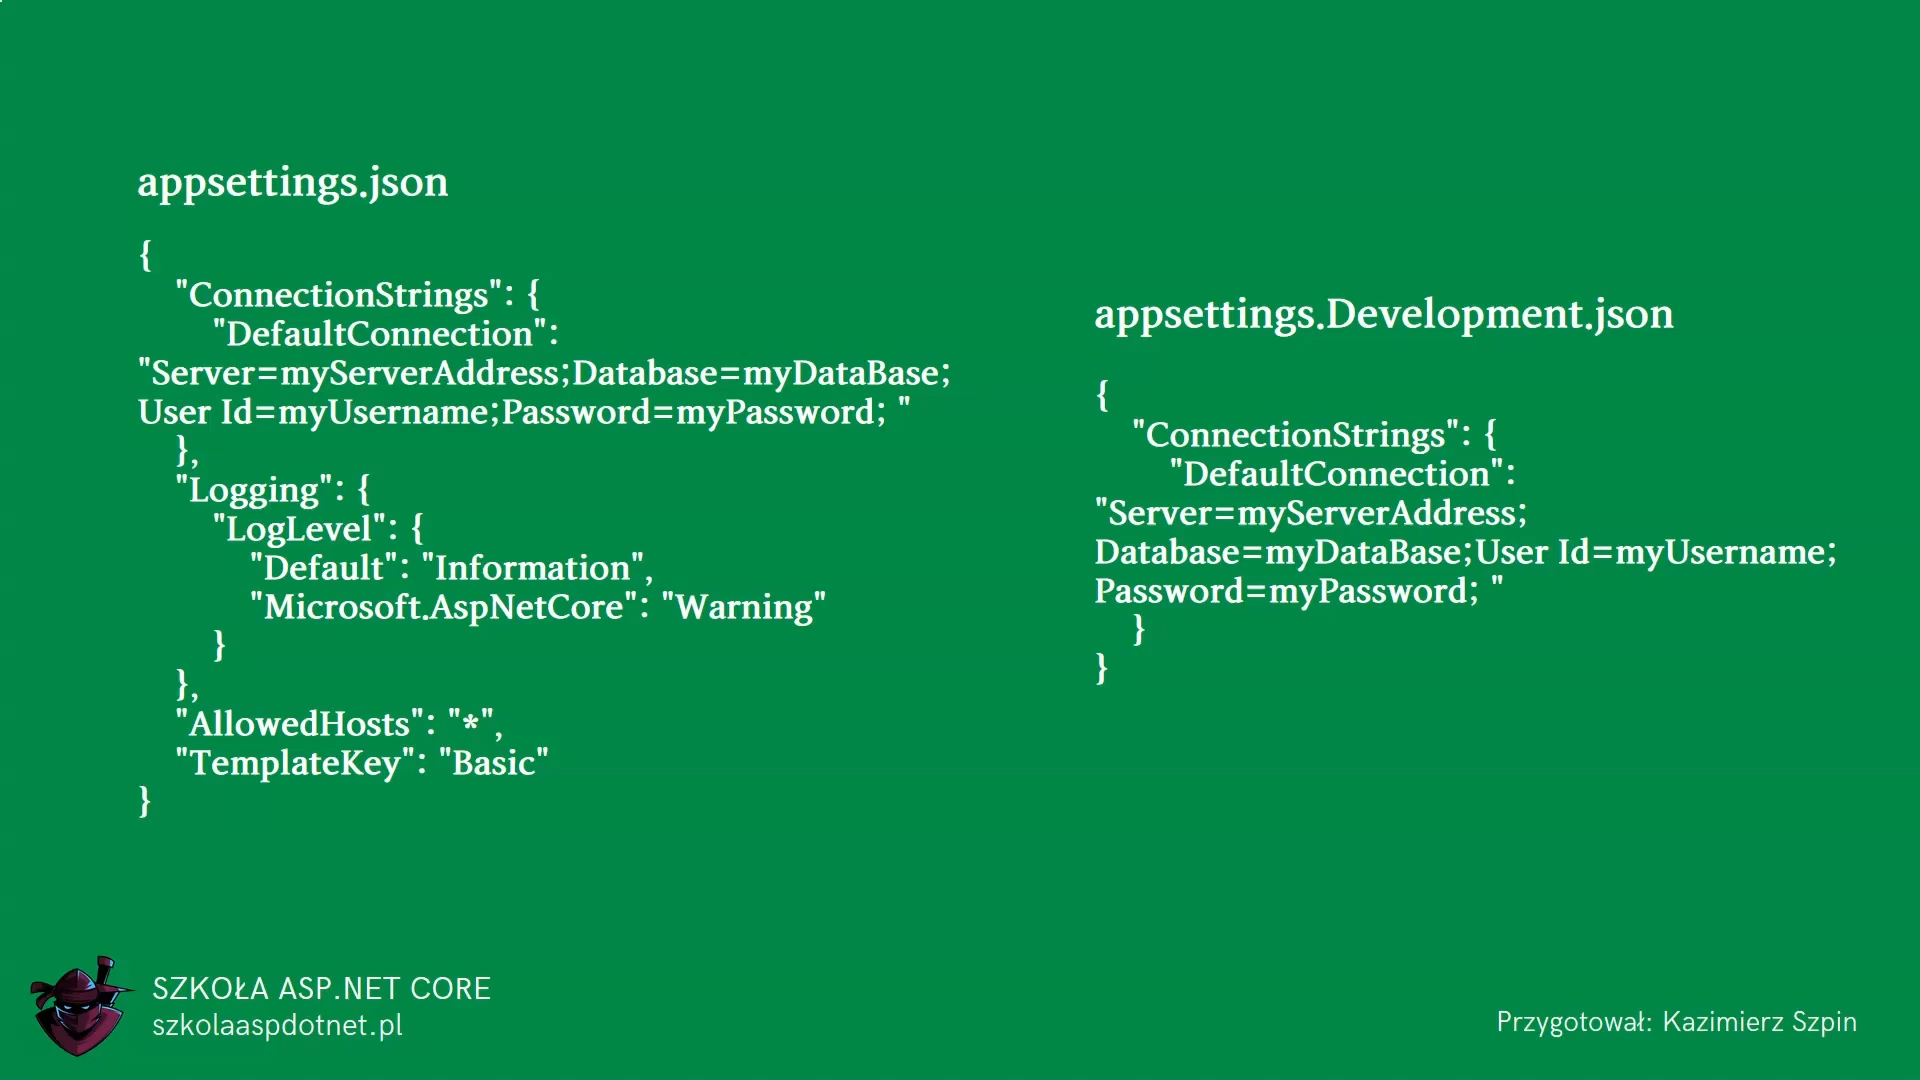 appsettings.json
{
    "ConnectionStrings": {
        "DefaultConnection":
"Server=myServerAddress;Database=myDataBase;
User Id=myUsername;Password=myPassword; "
    },
    "Logging": {
        "LogLevel": {
            "Default": "Information",
            "Microsoft.AspNetCore": "Warning"
        }
    },
    "AllowedHosts": "*",
    "TemplateKey": "Basic"
}
appsettings.Development.json
{
    "ConnectionStrings": {
        "DefaultConnection":
"Server=myServerAddress;
Database=myDataBase;User Id=myUsername;
Password=myPassword; "
    }
}
SZKOŁA ASP.NET CORE
szkolaaspdotnet.pl
Przygotował: Kazimierz Szpin